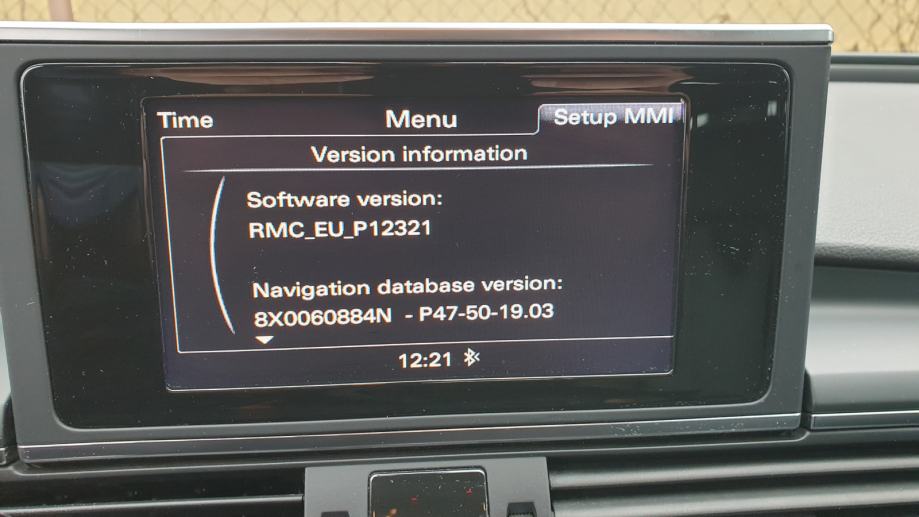 Time Menu Setup MMI
Version information
Software version:
RMC_EU_P12321
Navigation database version:
8X0060884N - P47-50-19.03
12:21